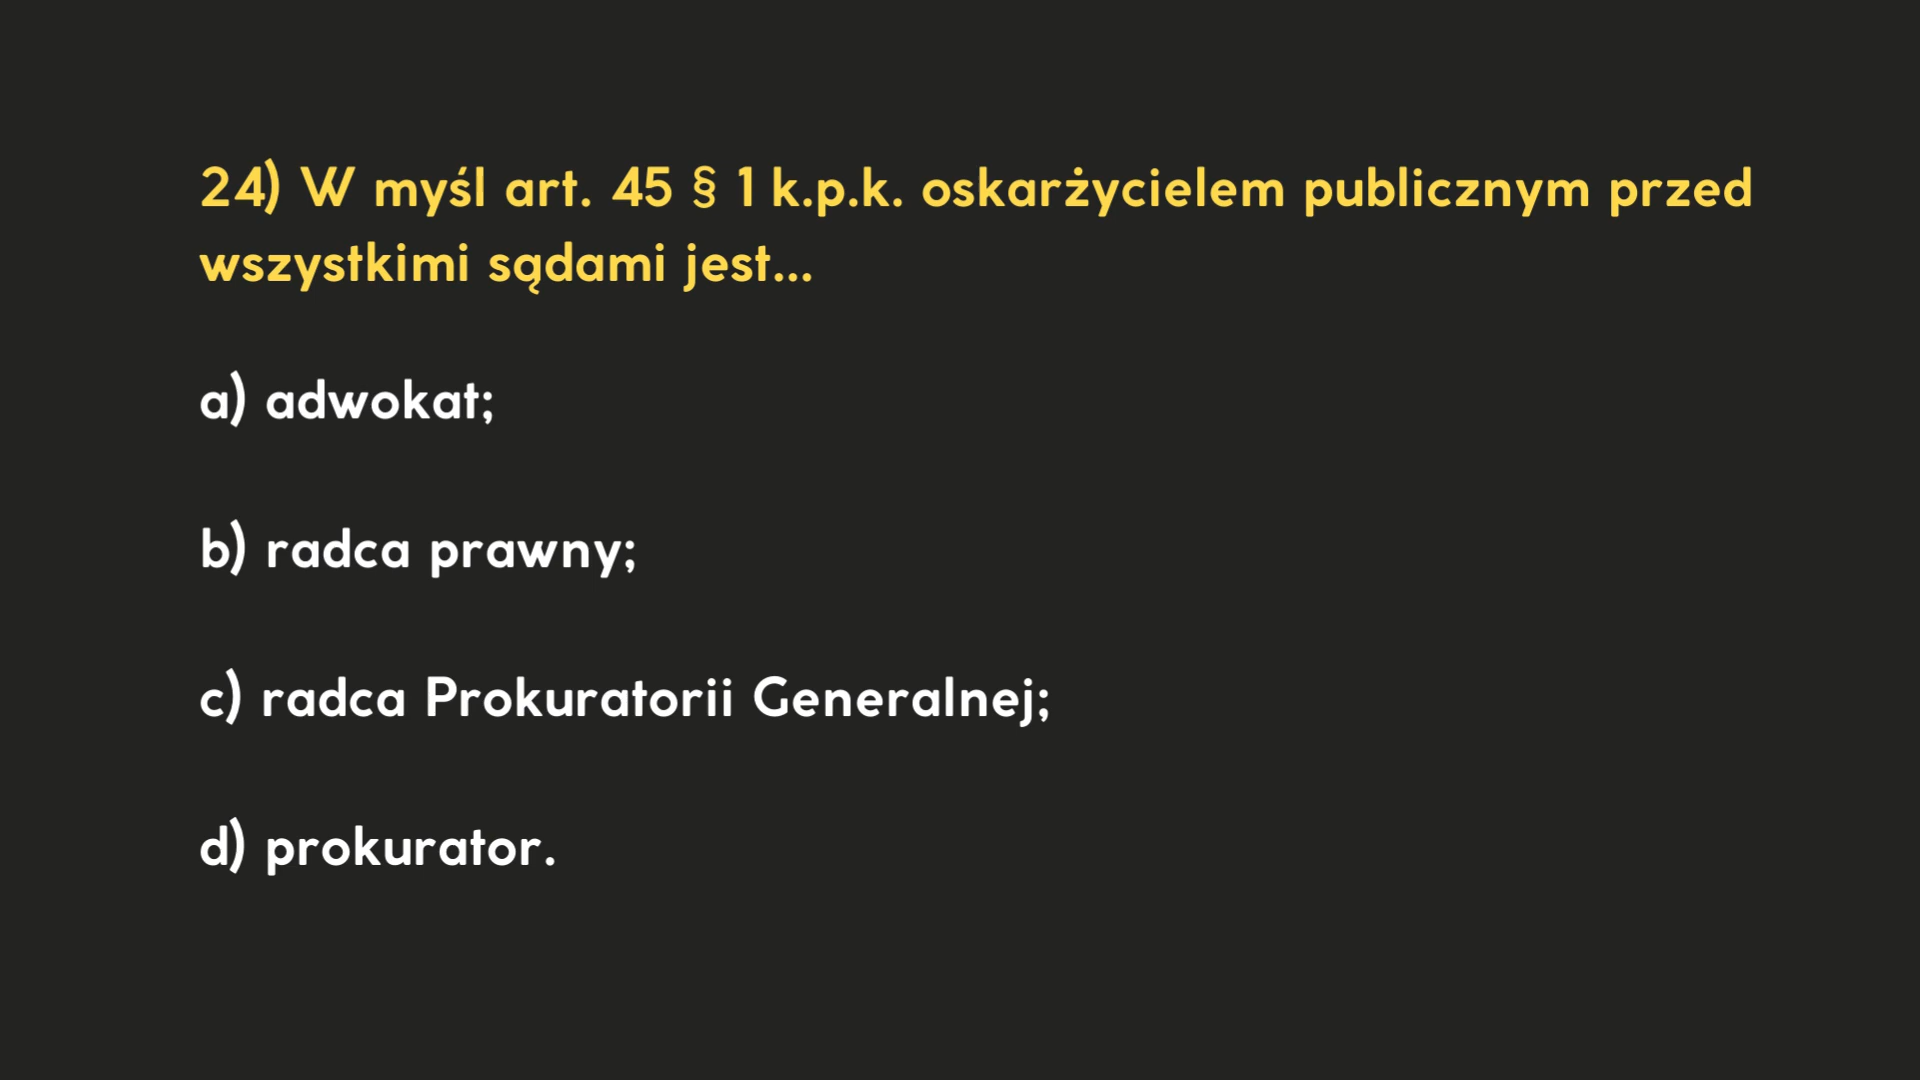 24) W myśl art. 45 § 1 k.p.k. oskarżycielem publicznym przed
wszystkimi sądami jest...
a) adwokat;
b) radca prawny;
c) radca Prokuratorii Generalnej;
d) prokurator.